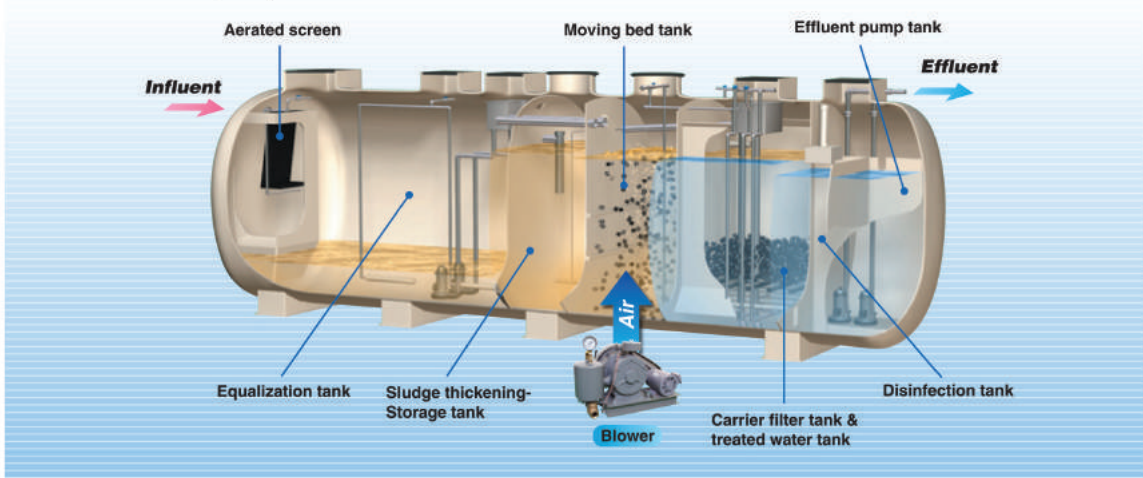 Aerated screen
Moving bed tank
Effluent pump tank
Influent
Effluent
Air
Equalization tank
Sludge thickening-
Storage tank
Blower
Carrier filter tank &
treated water tank
Disinfection tank